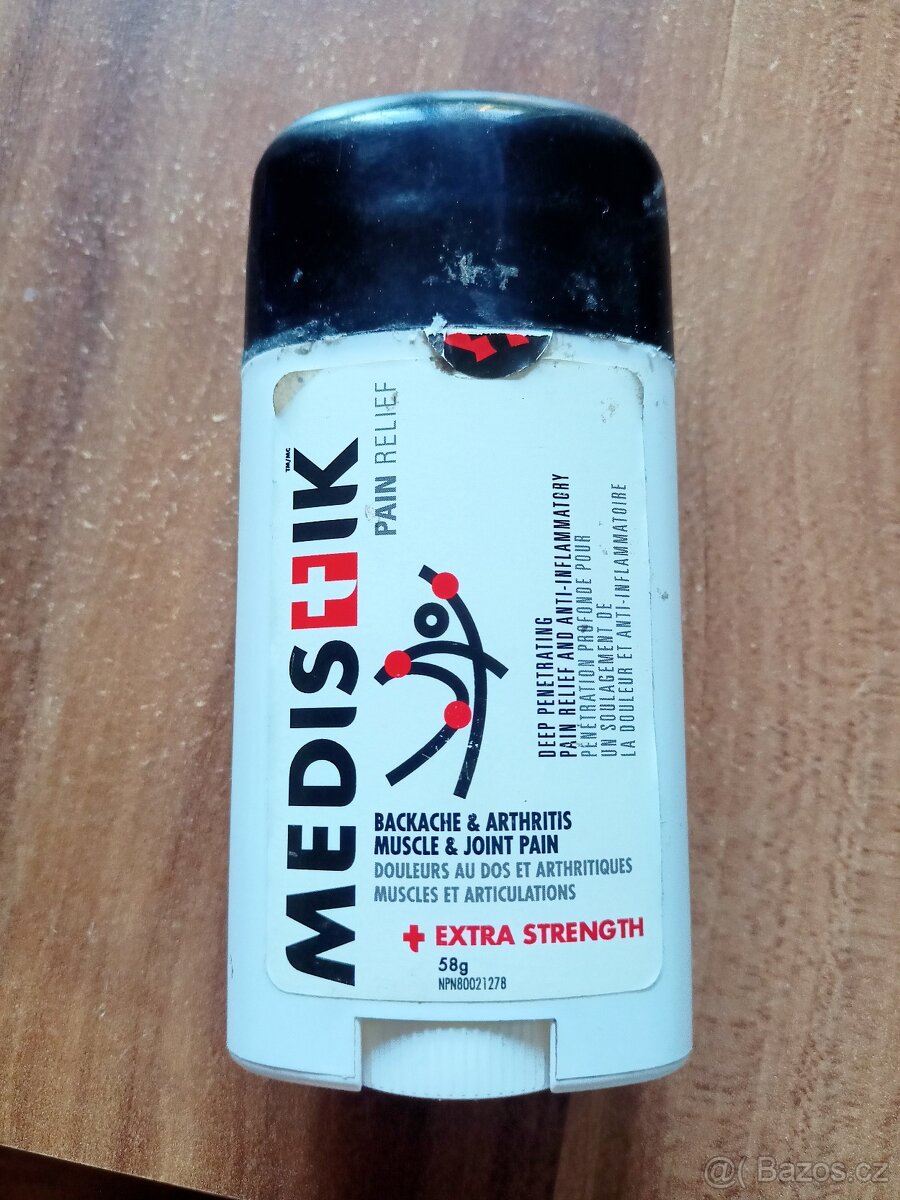 MEDISTIK
TM/MC
PAIN RELIEF
DEEP PENETRATING
PAIN RELIEF AND ANTI-INFLAMMATORY
PÉNÉTRATION PROFONDE POUR
UN SOULAGEMENT DE
LA DOULEUR ET ANTI-INFLAMMATOIRE
BACKACHE & ARTHRITIS
MUSCLE & JOINT PAIN
DOULEURS AU DOS ET ARTHRITIQUES
MUSCLES ET ARTICULATIONS
+ EXTRA STRENGTH
58g
NPN80021278
@( Bazos.cz